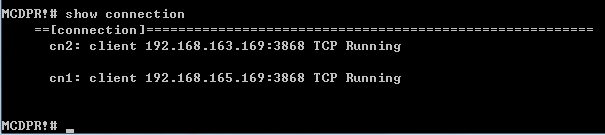 MCDPR!# show connection
==[connection]========================================================
cn2: client 192.168.163.169:3868 TCP Running
cn1: client 192.168.165.169:3868 TCP Running
MCDPR!# _